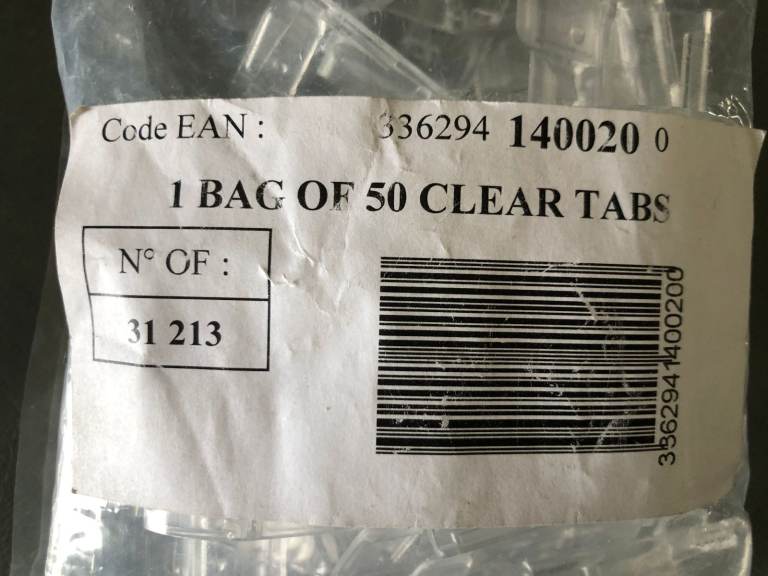 Code EAN : 336294 140020 0
1 BAG OF 50 CLEAR TABS
N° OF :
31 213
3362941400200